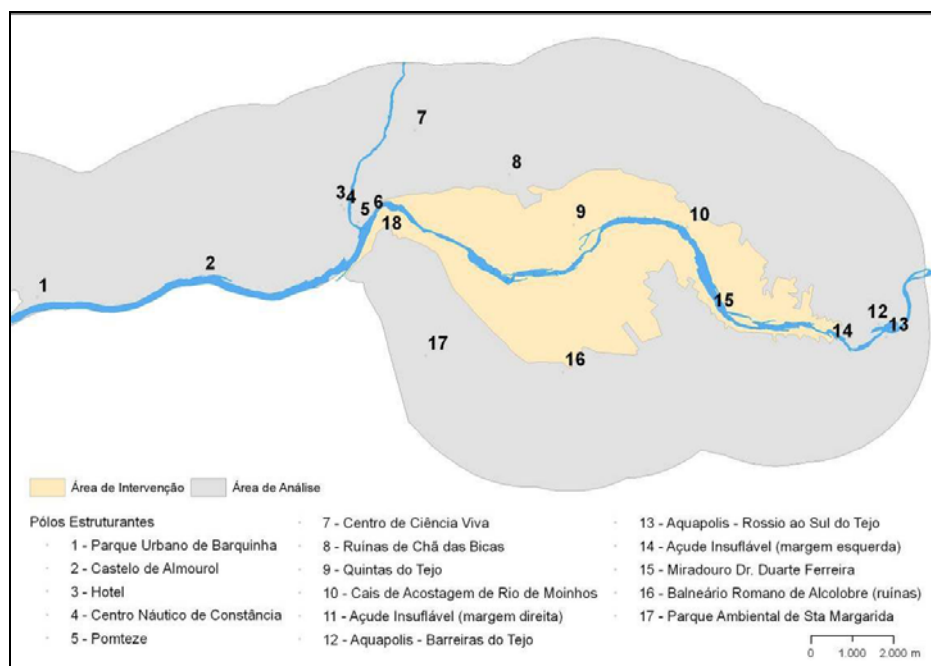 7
8
3
4
6
5
18
9
10
2
1
15
12
13
14
17
16
Área de Intervenção
Área de Análise
Pólos Estruturantes
1 - Parque Urbano de Barquinha
2 - Castelo de Almourol
3 - Hotel
4 - Centro Náutico de Constância
5 - Pomteze
7 - Centro de Ciência Viva
8 - Ruínas de Chã das Bicas
9 - Quintas do Tejo
10 - Cais de Acostagem de Rio de Moinhos
11 - Açude Insuflável (margem direita)
12 - Aquapolis - Barreiras do Tejo
13 - Aquapolis - Rossio ao Sul do Tejo
14 - Açude Insuflável (margem esquerda)
15 - Miradouro Dr. Duarte Ferreira
16 - Balneário Romano de Alcolobre (ruínas)
17 - Parque Ambiental de Sta Margarida
0 1.000 2.000 m